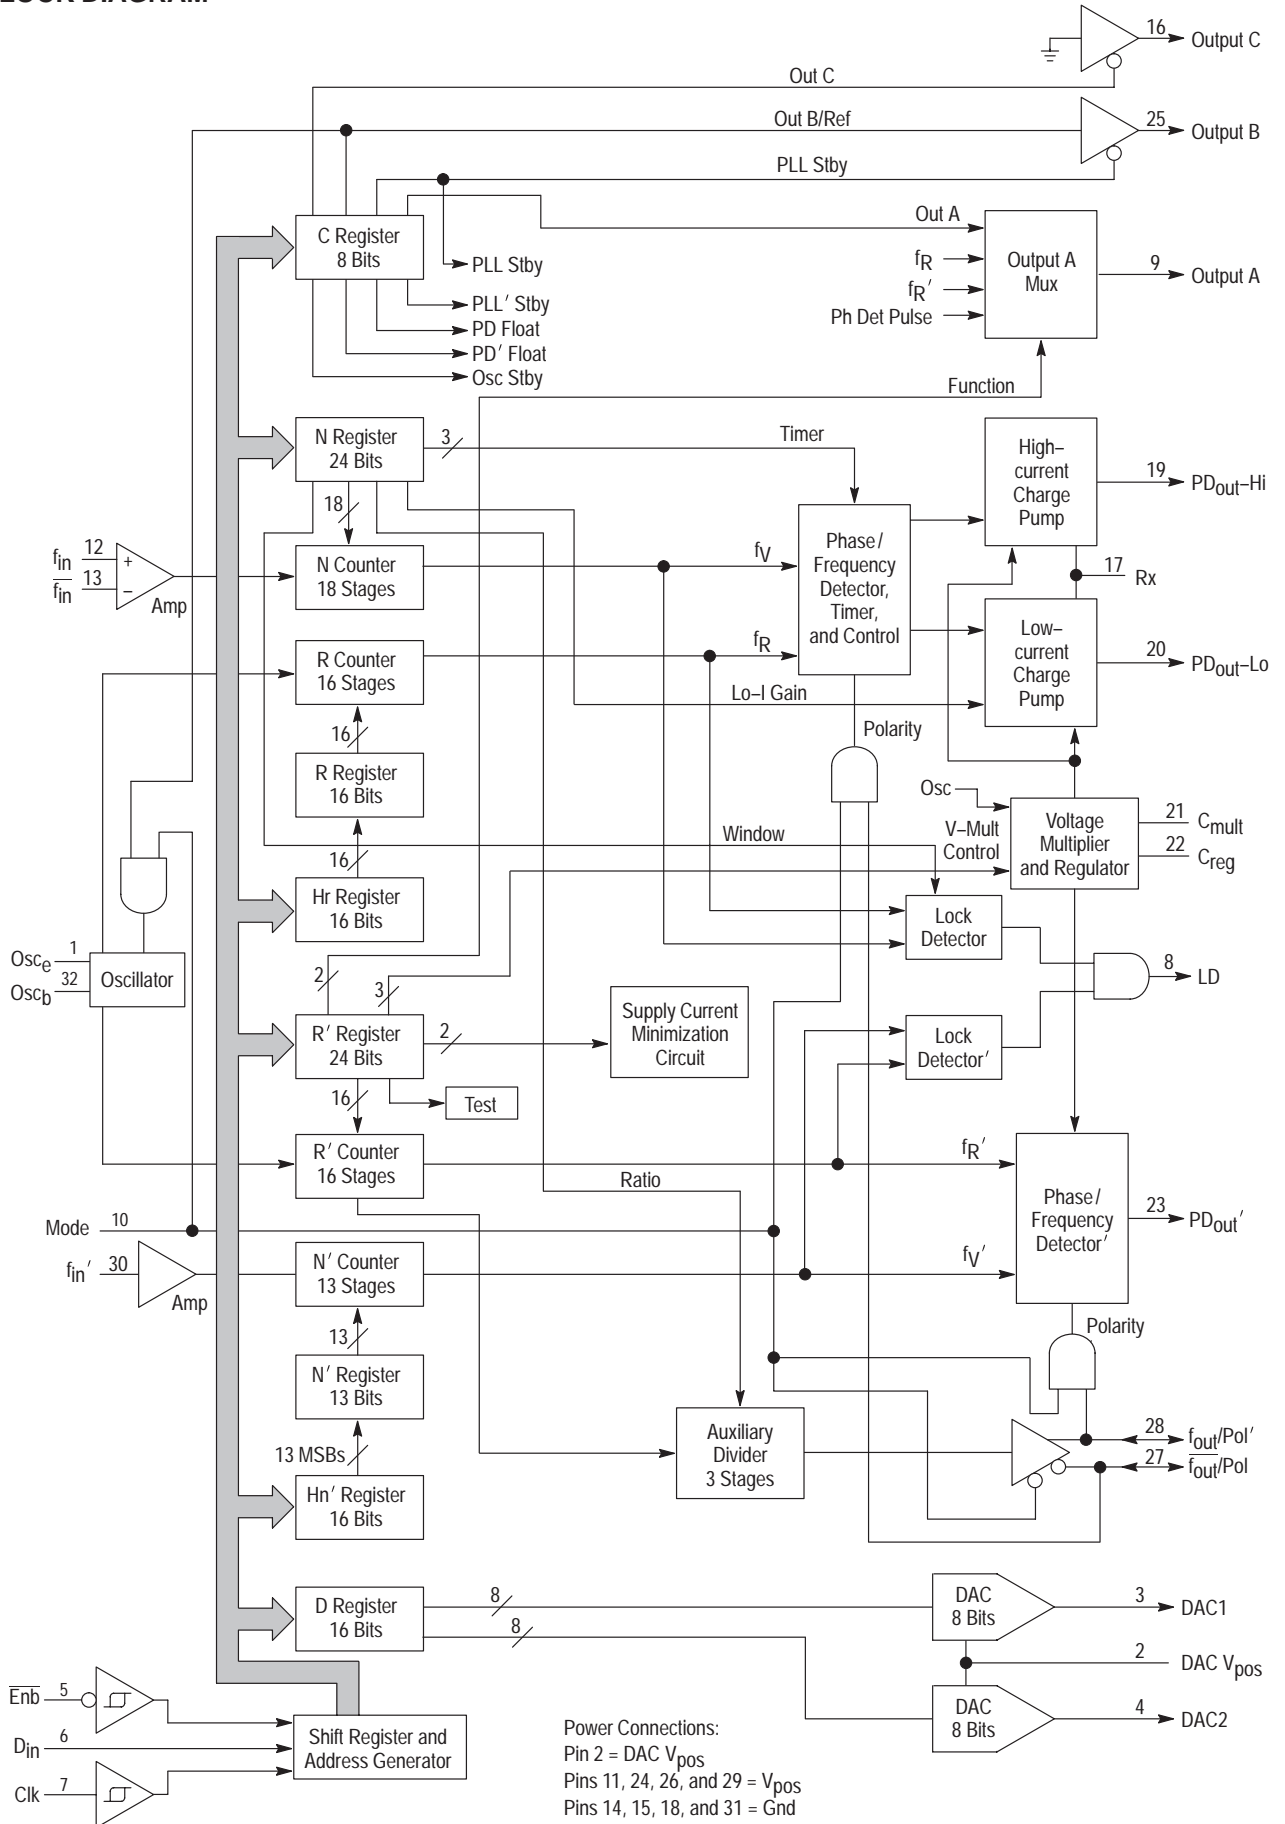 BLOCK DIAGRAM
16
Output C
Out C
Out B/Ref
25
Output B
PLL Stby
C Register
8 Bits
Out A
fR
fR′
Ph Det Pulse
Output A
Mux
9
Output A
PLL Stby
PLL′ Stby
PD Float
PD′ Float
Osc Stby
Function
N Register
24 Bits
3
Timer
High–
current
Charge
Pump
19
PDout–Hi
18
fin
12
fin
13
+
–
Amp
N Counter
18 Stages
fV
Phase/
Frequency
Detector,
Timer,
and Control
17
Rx
R Counter
16 Stages
fR
Low–
current
Charge
Pump
20
PDout–Lo
Lo–I Gain
16
Polarity
R Register
16 Bits
Osc
Voltage
Multiplier
and Regulator
21
Cmult
22
Creg
V–Mult
Control
Window
16
Hr Register
16 Bits
Lock
Detector
8
LD
Osce
1
Oscb
32
Oscillator
2
3
R′ Register
24 Bits
2
Supply Current
Minimization
Circuit
Lock
Detector′
16
Test
R′ Counter
16 Stages
fR′
Ratio
Phase/
Frequency
Detector′
23
PDout′
Mode
10
fin′
30
Amp
N′ Counter
13 Stages
fV′
Polarity
13
N′ Register
13 Bits
Auxiliary
Divider
3 Stages
28
fout/Pol′
27
fout/Pol
13 MSBs
Hn′ Register
16 Bits
D Register
16 Bits
8
8
DAC
8 Bits
3
DAC1
2
DAC Vpos
DAC
8 Bits
4
DAC2
Enb
5
Din
6
Clk
7
Shift Register and
Address Generator
Power Connections:
Pin 2 = DAC Vpos
Pins 11, 24, 26, and 29 = Vpos
Pins 14, 15, 18, and 31 = Gnd